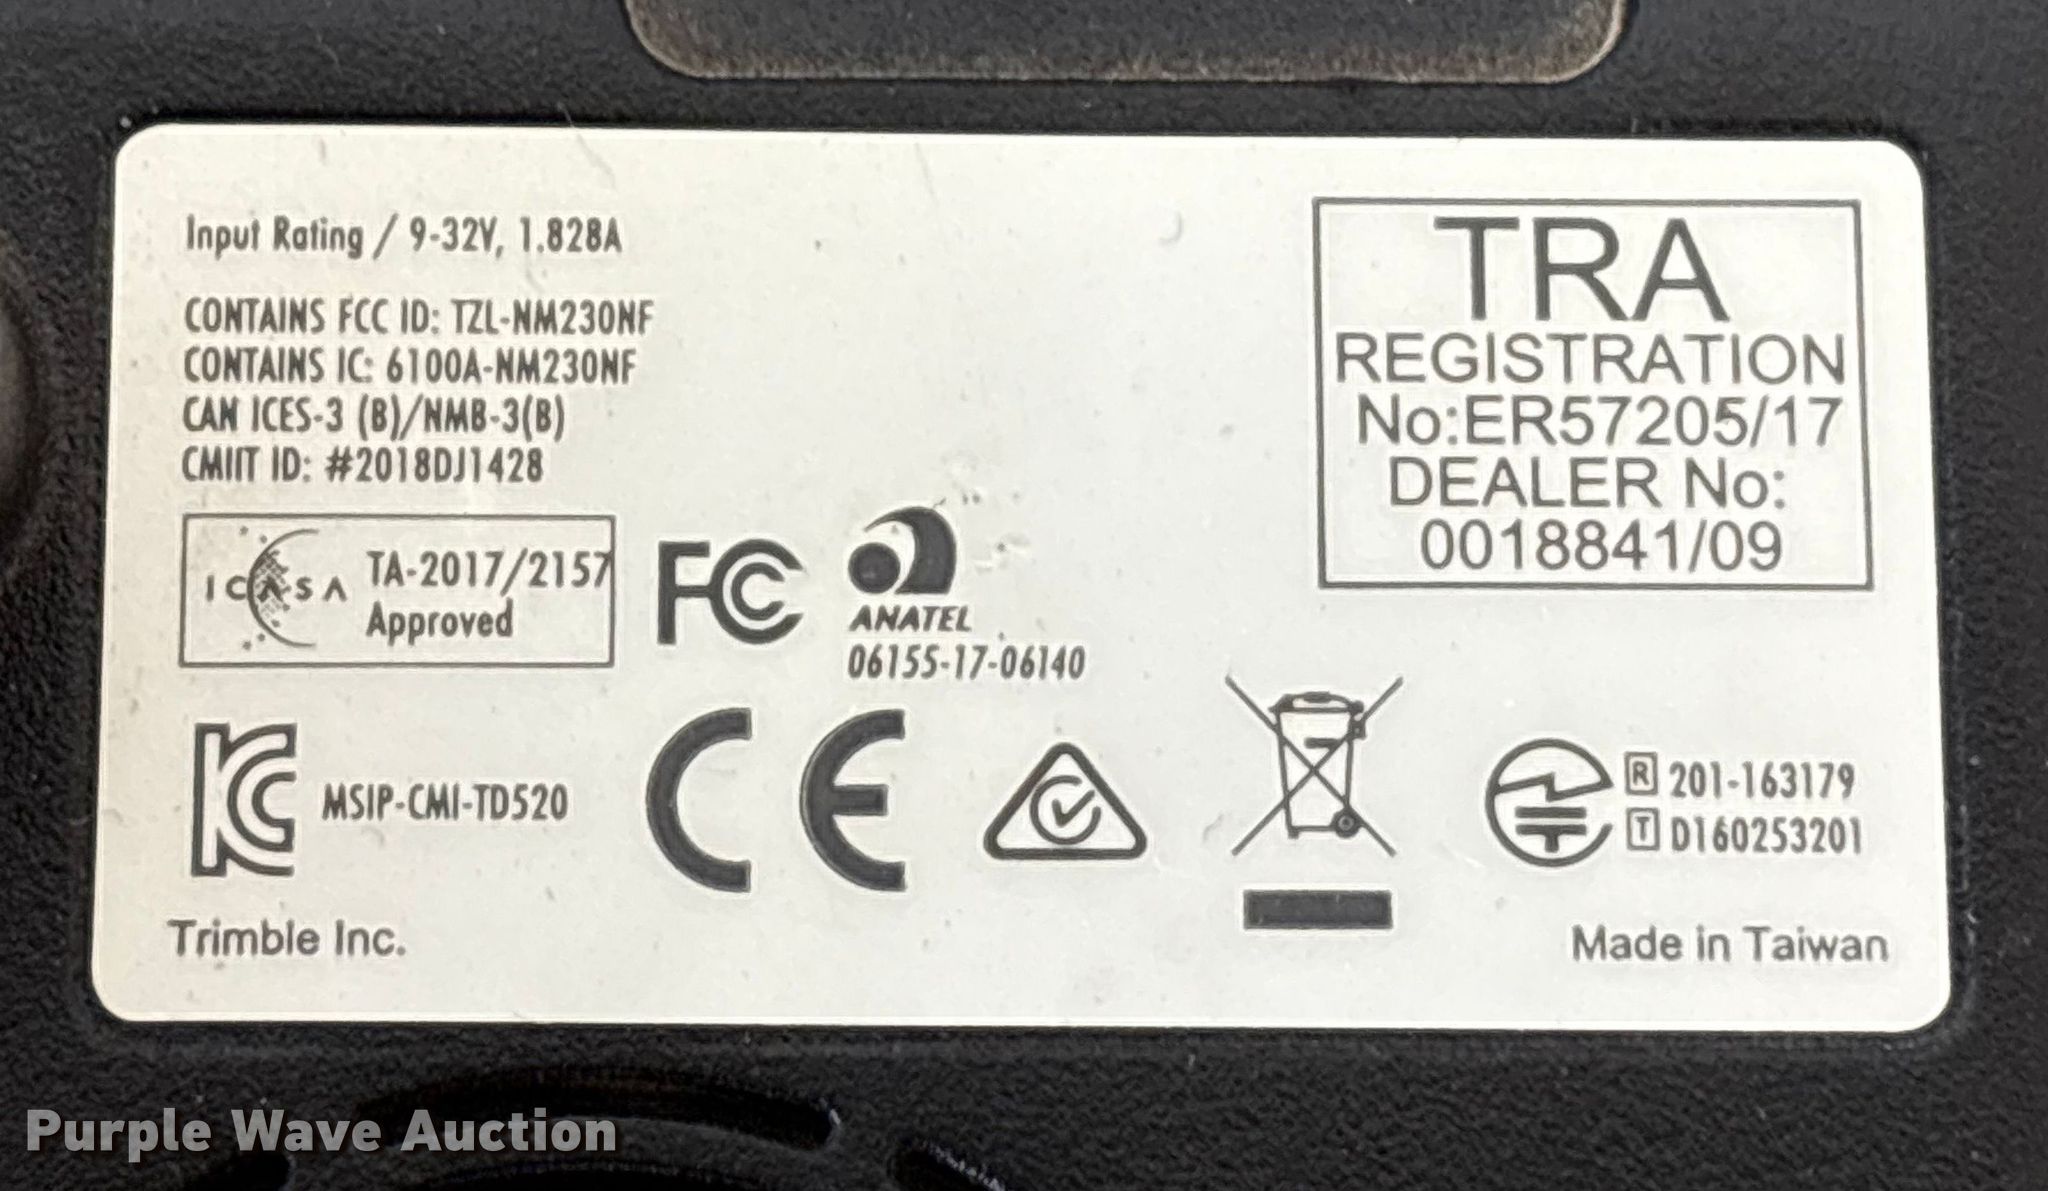 Input Rating / 9-32V, 1.828A
CONTAINS FCC ID: TZL-NM230NF
CONTAINS IC: 6100A-NM230NF
CAN ICES-3 (B)/NMB-3(B)
CMIIT ID: #2018DJ1428
TRA
REGISTRATION
No:ER57205/17
DEALER No:
0018841/09
ICASA
TA-2017/2157
Approved
FC
ANATEL
06155-17-06140
KC
MSIP-CMI-TD520
CE
R 201-163179
T D160253201
Trimble Inc.
Made in Taiwan
Purple Wave Auction